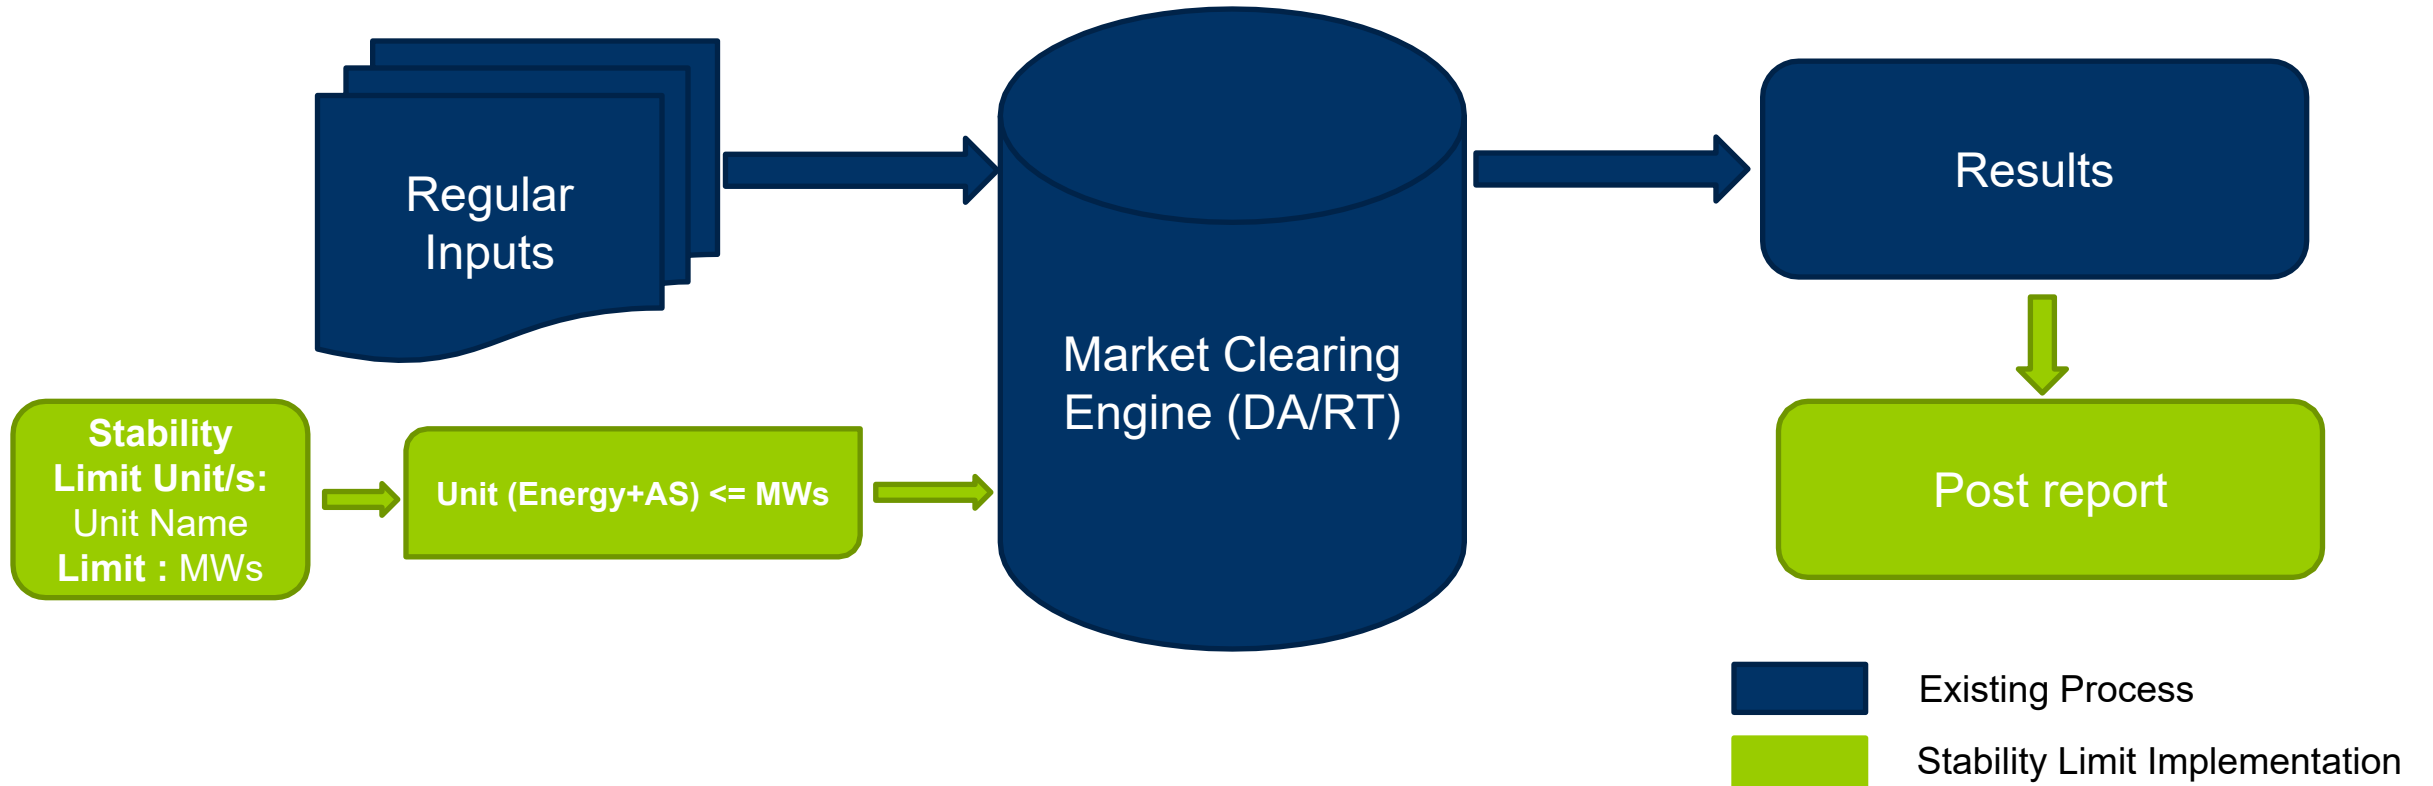 Regular
Inputs
Stability
Limit Unit/s:
Unit Name
Limit : MWs
Unit (Energy+AS) <= MWs
Market Clearing
Engine (DA/RT)
Results
Post report
Existing Process
Stability Limit Implementation